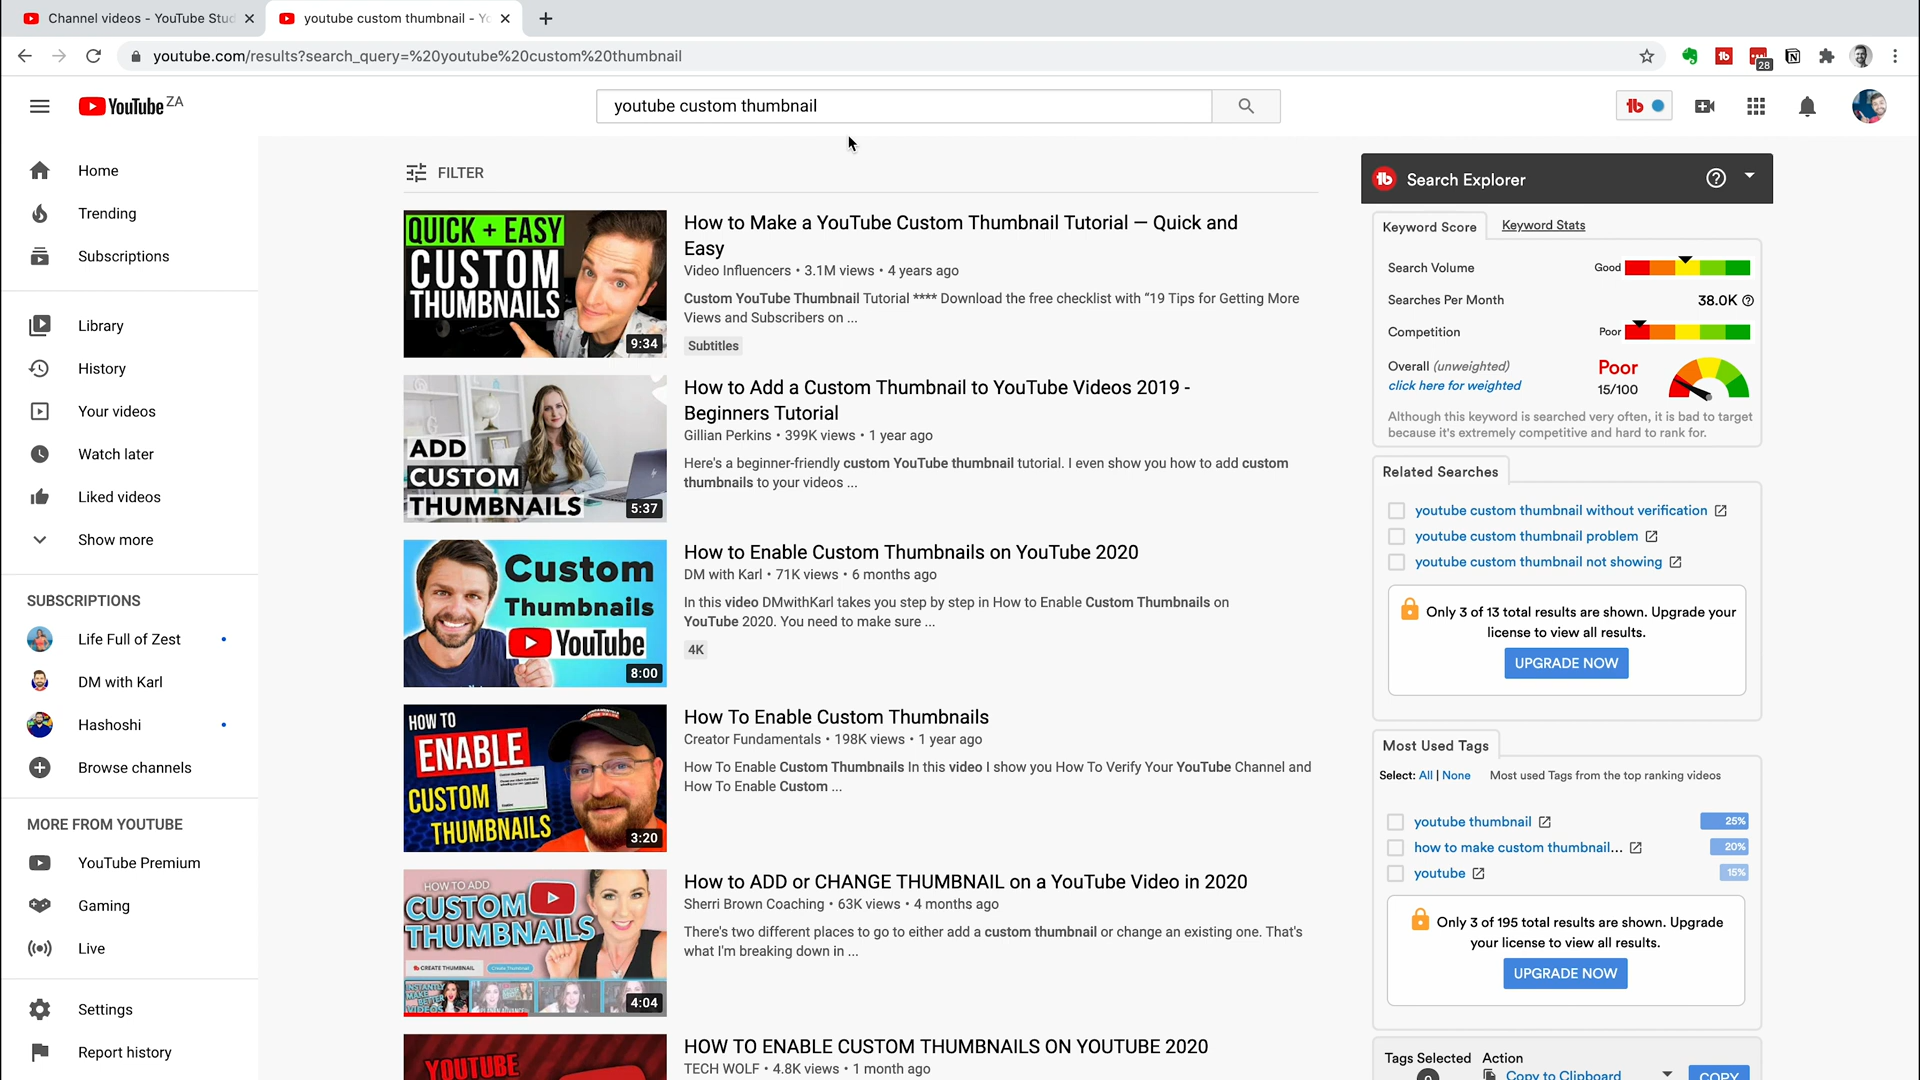 Channel videos - YouTube Stud
youtube custom thumbnail - Yo
youtube.com/results?search_query=%20youtube%20custom%20thumbnail
28
YouTube ZA
youtube custom thumbnail
Home
Trending
Subscriptions
Library
History
Your videos
Watch later
Liked videos
Show more
SUBSCRIPTIONS
Life Full of Zest
DM with Karl
Hashoshi
Browse channels
MORE FROM YOUTUBE
YouTube Premium
Gaming
Live
Settings
Report history
FILTER
QUICK + EASY
CUSTOM
THUMBNAILS
9:34
How to Make a YouTube Custom Thumbnail Tutorial — Quick and
Easy
Video Influencers • 3.1M views • 4 years ago
Custom YouTube Thumbnail Tutorial **** Download the free checklist with "19 Tips for Getting More
Views and Subscribers on ...
Subtitles
ADD
CUSTOM
THUMBNAILS
5:37
How to Add a Custom Thumbnail to YouTube Videos 2019 -
Beginners Tutorial
Gillian Perkins • 399K views • 1 year ago
Here's a beginner-friendly custom YouTube thumbnail tutorial. I even show you how to add custom
thumbnails to your videos ...
Custom
Thumbnails
YouTube
8:00
How to Enable Custom Thumbnails on YouTube 2020
DM with Karl • 71K views • 6 months ago
In this video DMwithKarl takes you step by step in How to Enable Custom Thumbnails on
YouTube 2020. You need to make sure ...
4K
HOW TO
ENABLE
CUSTOM
THUMBNAILS
3:20
How To Enable Custom Thumbnails
Creator Fundamentals • 198K views • 1 year ago
How To Enable Custom Thumbnails In this video I show you How To Verify Your YouTube Channel and
How To Enable Custom ...
HOW TO ADD
CUSTOM
THUMBNAILS
CREATE THUMBNAIL
INSTANTLY
MAKE
BETTER
VIDEOS
4:04
How to ADD or CHANGE THUMBNAIL on a YouTube Video in 2020
Sherri Brown Coaching • 63K views • 4 months ago
There's two different places to go to either add a custom thumbnail or change an existing one. That's
what I'm breaking down in ...
YOUTUBE
HOW TO ENABLE CUSTOM THUMBNAILS ON YOUTUBE 2020
TECH WOLF • 4.8K views • 1 month ago
Search Explorer
Keyword Score
Keyword Stats
Search Volume Good
Searches Per Month 38.0K
Competition Poor
Overall (unweighted) Poor
click here for weighted 15/100
Although this keyword is searched very often, it is bad to target
because it's extremely competitive and hard to rank for.
Related Searches
youtube custom thumbnail without verification
youtube custom thumbnail problem
youtube custom thumbnail not showing
Only 3 of 13 total results are shown. Upgrade your
license to view all results.
UPGRADE NOW
Most Used Tags
Select: All | None Most used Tags from the top ranking videos
youtube thumbnail 25%
how to make custom thumbnail... 20%
youtube 15%
Only 3 of 195 total results are shown. Upgrade
your license to view all results.
UPGRADE NOW
Tags Selected Action
Copy to Clipboard COPY